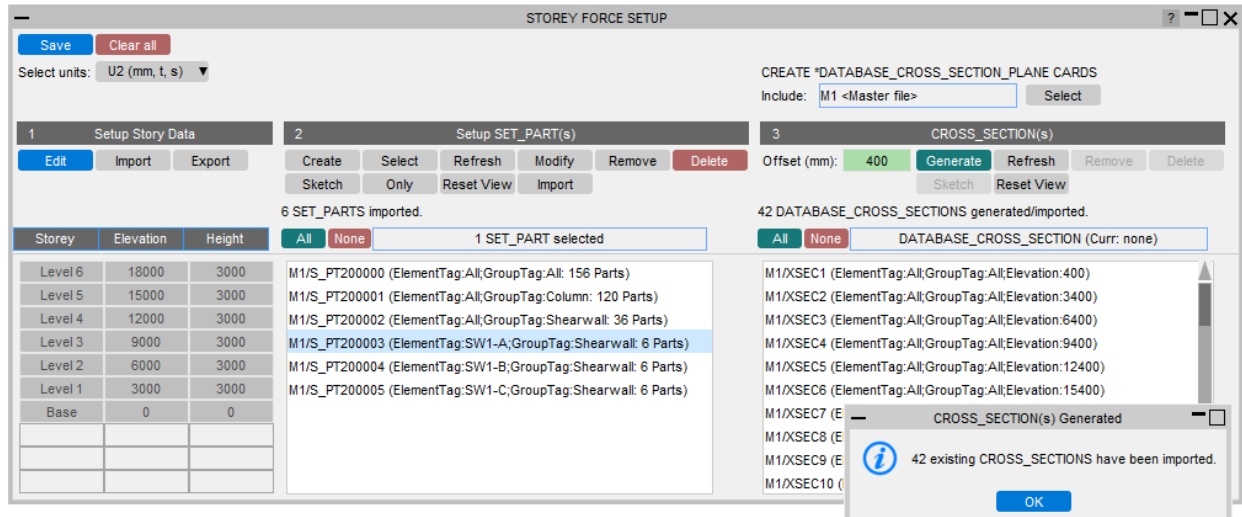 STOREY FORCE SETUP ?
Save Clear all
Select units: U2 (mm, t, s)
CREATE *DATABASE_CROSS_SECTION_PLANE CARDS
Include: M1 <Master file> Select
1 Setup Story Data
Edit Import Export
2 Setup SET_PART(s)
Create Select Refresh Modify Remove Delete
Sketch Only Reset View Import
3 CROSS_SECTION(s)
Offset (mm): 400 Generate Refresh Remove Delete
Sketch Reset View
6 SET_PARTS imported.
42 DATABASE_CROSS_SECTIONS generated/imported.
Storey Elevation Height
Level 6 18000 3000
Level 5 15000 3000
Level 4 12000 3000
Level 3 9000 3000
Level 2 6000 3000
Level 1 3000 3000
Base 0 0
All None 1 SET_PART selected
M1/S_PT200000 (ElementTag:All;GroupTag:All: 156 Parts)
M1/S_PT200001 (ElementTag:All;GroupTag:Column: 120 Parts)
M1/S_PT200002 (ElementTag:All;GroupTag:Shearwall: 36 Parts)
M1/S_PT200003 (ElementTag:SW1-A;GroupTag:Shearwall: 6 Parts)
M1/S_PT200004 (ElementTag:SW1-B;GroupTag:Shearwall: 6 Parts)
M1/S_PT200005 (ElementTag:SW1-C;GroupTag:Shearwall: 6 Parts)
All None DATABASE_CROSS_SECTION (Curr: none)
M1/XSEC1 (ElementTag:All;GroupTag:All;Elevation:400)
M1/XSEC2 (ElementTag:All;GroupTag:All;Elevation:3400)
M1/XSEC3 (ElementTag:All;GroupTag:All;Elevation:6400)
M1/XSEC4 (ElementTag:All;GroupTag:All;Elevation:9400)
M1/XSEC5 (ElementTag:All;GroupTag:All;Elevation:12400)
M1/XSEC6 (ElementTag:All;GroupTag:All;Elevation:15400)
M1/XSEC7 (E
M1/XSEC8 (E
M1/XSEC9 (E
M1/XSEC10 (
CROSS_SECTION(s) Generated
42 existing CROSS_SECTIONS have been imported.
OK